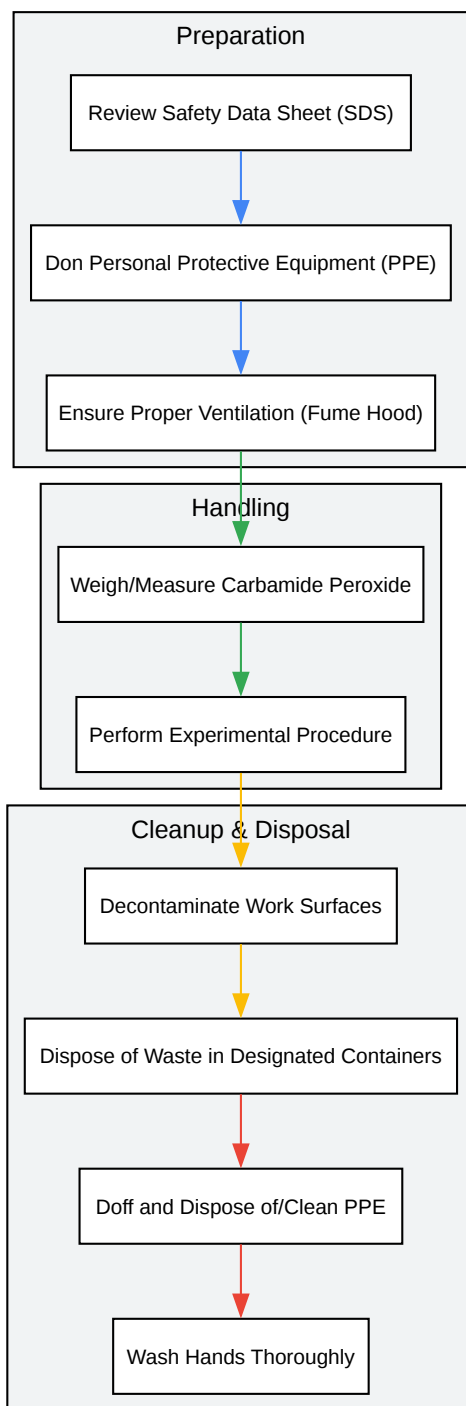 Preparation
Review Safety Data Sheet (SDS)
Don Personal Protective Equipment (PPE)
Ensure Proper Ventilation (Fume Hood)
Handling
Weigh/Measure Carbamide Peroxide
Perform Experimental Procedure
Cleanup & Disposal
Decontaminate Work Surfaces
Dispose of Waste in Designated Containers
Doff and Dispose of/Clean PPE
Wash Hands Thoroughly